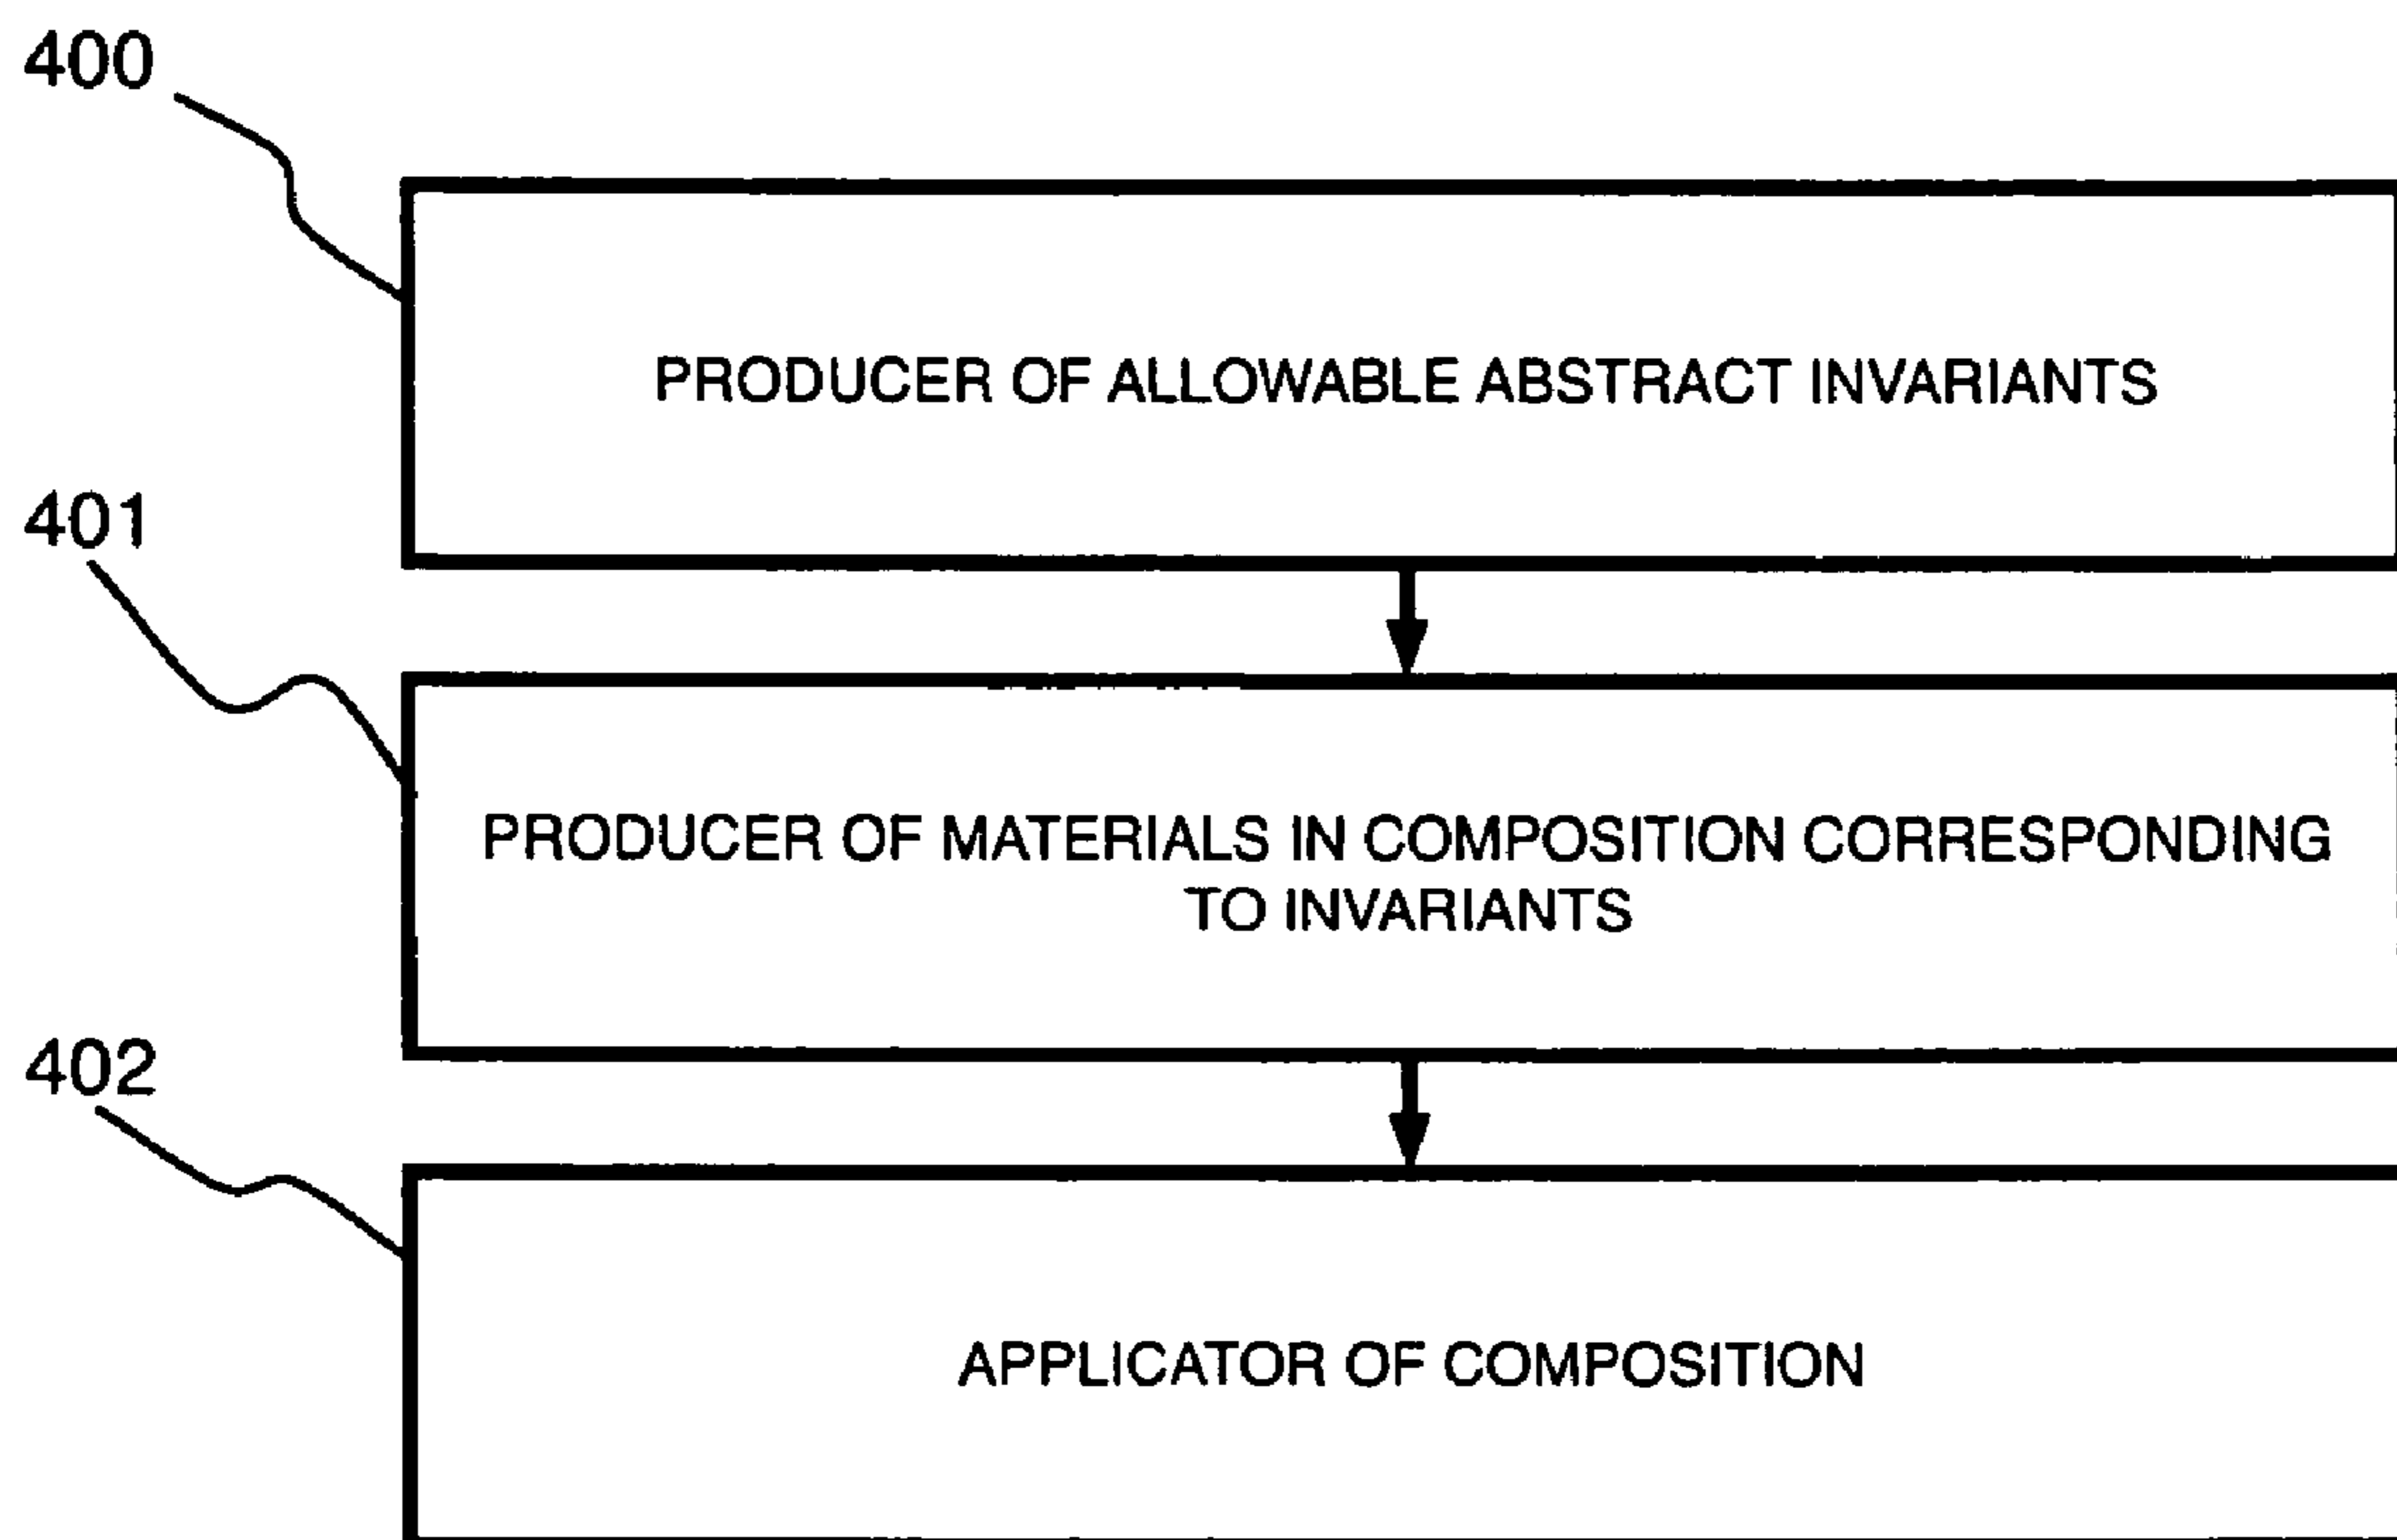 400
PRODUCER OF ALLOWABLE ABSTRACT INVARIANTS
401
PRODUCER OF MATERIALS IN COMPOSITION CORRESPONDING
TO INVARIANTS
402
APPLICATOR OF COMPOSITION